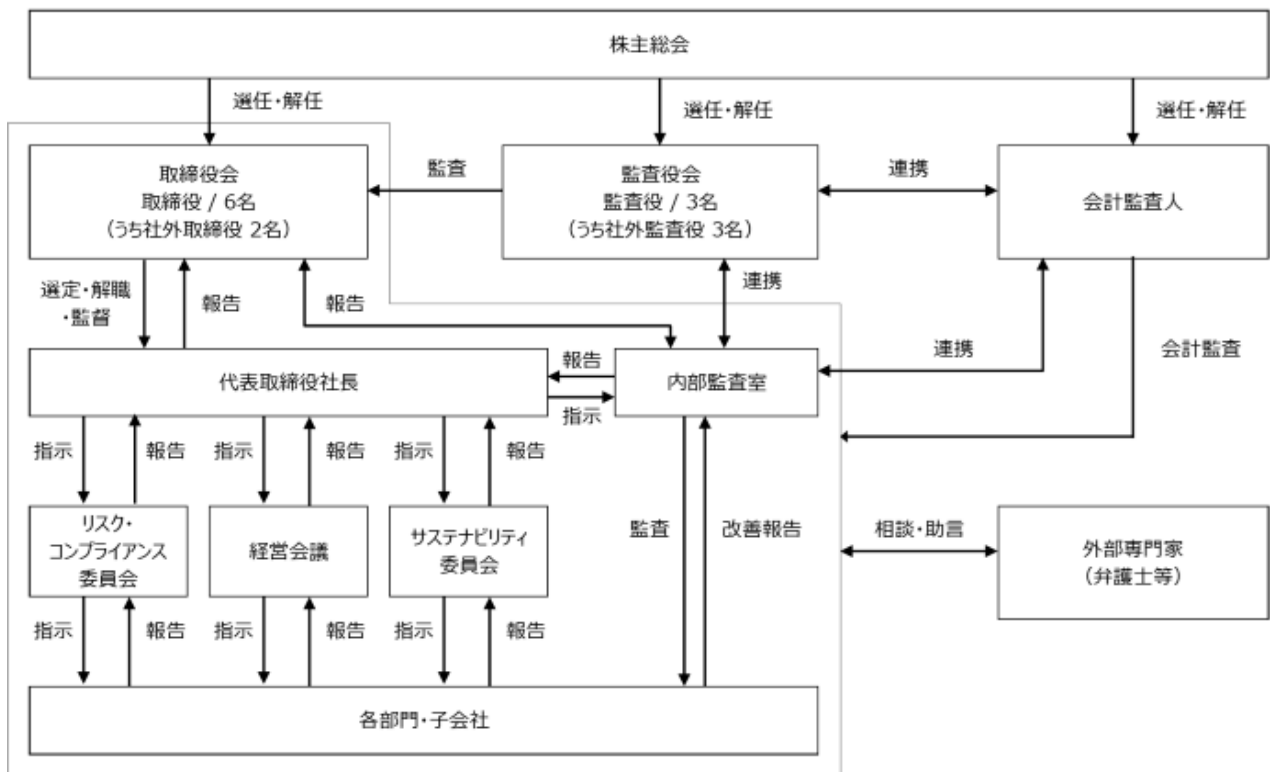 株主総会
選任・解任
選任・解任
選任・解任
取締役会
取締役 / 6名
(うち社外取締役 2名)
監査
監査役会
監査役 / 3名
(うち社外監査役 3名)
連携
会計監査人
選定・解職
・監督
報告
報告
連携
連携
会計監査
代表取締役社長
報告
指示
内部監査室
指示
報告
指示
報告
指示
報告
リスク・
コンプライアンス
委員会
経営会議
サステナビリティ
委員会
監査
改善報告
相談・助言
外部専門家
(弁護士等)
指示
報告
指示
報告
指示
報告
各部門・子会社